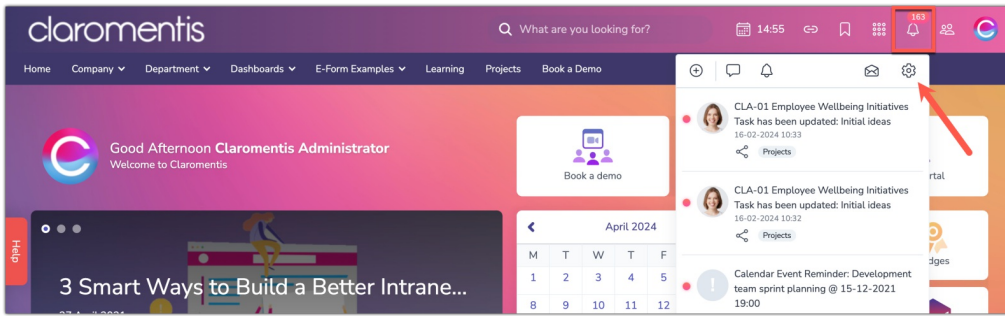 claromentis
What are you looking for?
14:55
163
Home Company Department Dashboards E-Form Examples Learning Projects Book a Demo
Good Afternoon Claromentis Administrator
Welcome to Claromentis
Book a demo
CLA-01 Employee Wellbeing Initiatives
Task has been updated: Initial ideas
16-02-2024 10:33
Projects
rtal
CLA-01 Employee Wellbeing Initiatives
Task has been updated: Initial ideas
16-02-2024 10:32
Projects
Help
April 2024
M T W T F
1 2 3 4 5
8 9 10 11 12
dges
Calendar Event Reminder: Development
team sprint planning @ 15-12-2021
19:00
3 Smart Ways to Build a Better Intrane...
27 April 2021